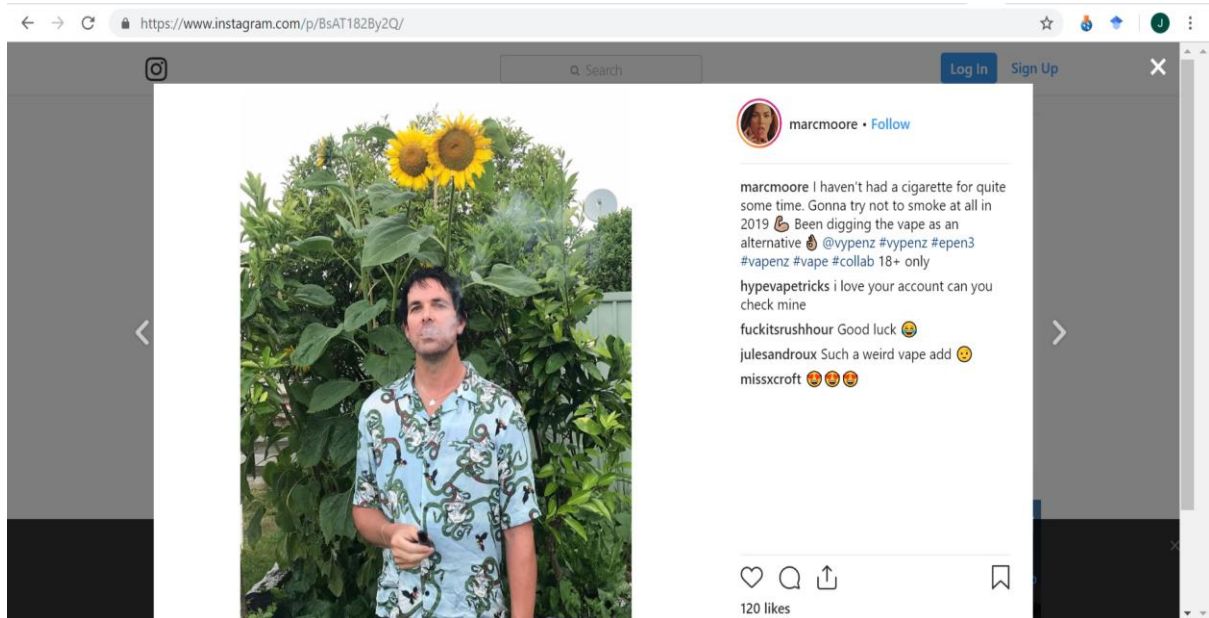 https://www.instagram.com/p/BsAT182By2Q/
J
Search
Log In
Sign Up
marcmoore • Follow
marcmoore I haven't had a cigarette for quite
some time. Gonna try not to smoke at all in
2019 💪🏽 Been digging the vape as an
alternative 👌🏽 @vypenz #vypenz #epen3
#vapenz #vape #collab 18+ only
hypevapetricks i love your account can you
check mine
fuckitsrushhour Good luck 😂
julesandroux Such a weird vape add 😗
missxcroft 😍😍😍
120 likes